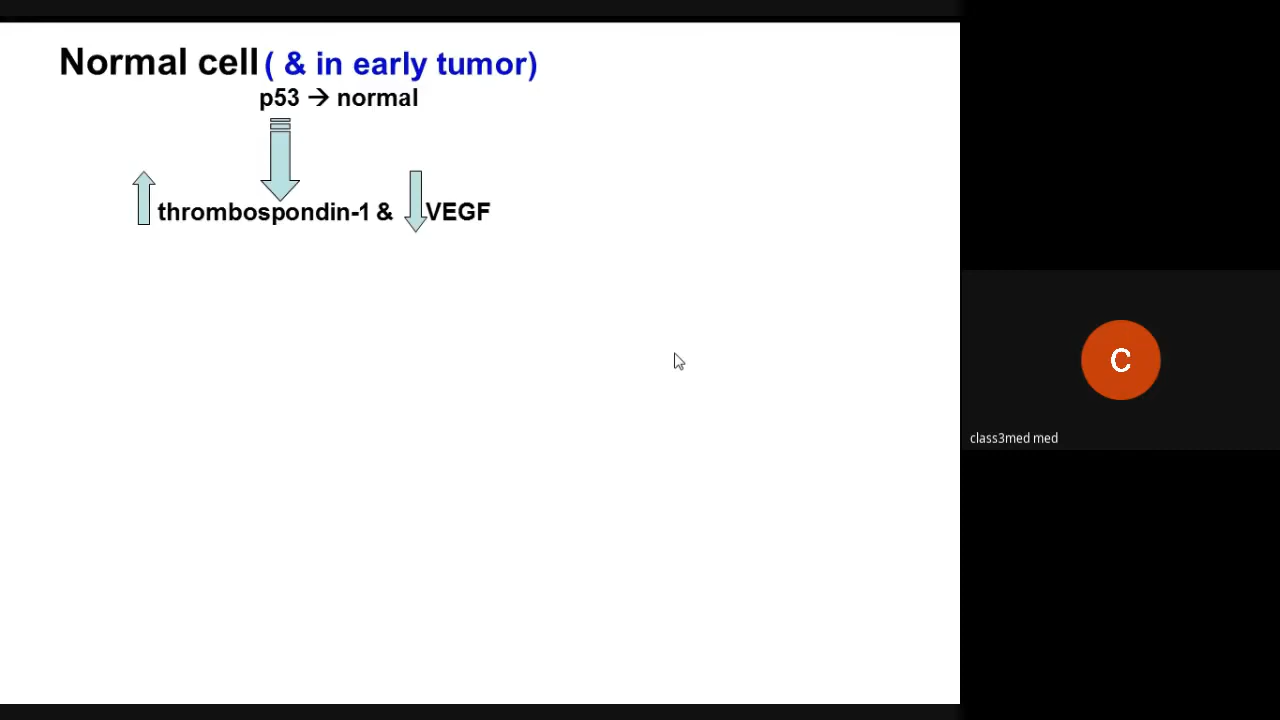 Normal cell ( & in early tumor)
p53 → normal
thrombospondin-1 & VEGF
C
class3med med